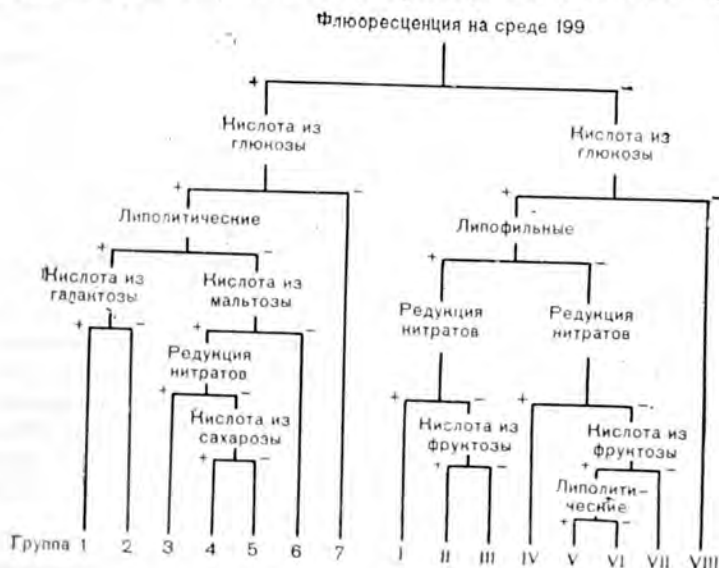 Флюоресценция на среде 199
+ −
Кислота из
глюкозы
Кислота из
глюкозы
+ −
+ −
Липолитические
Липофильные
+ −
+ −
Кислота из
галактозы
Кислота из
мальтозы
Редукция
нитратов
Редукция
нитратов
+ −
+ −
Редукция
нитратов
+ −
+ −
+ −
Кислота из
сахарозы
Кислота из
фруктозы
Кислота из
фруктозы
+ −
+ −
+ −
Липолити-
ческие
+ −
Группа 1 2 3 4 5 6 7 I II III IV V VI VII VIII